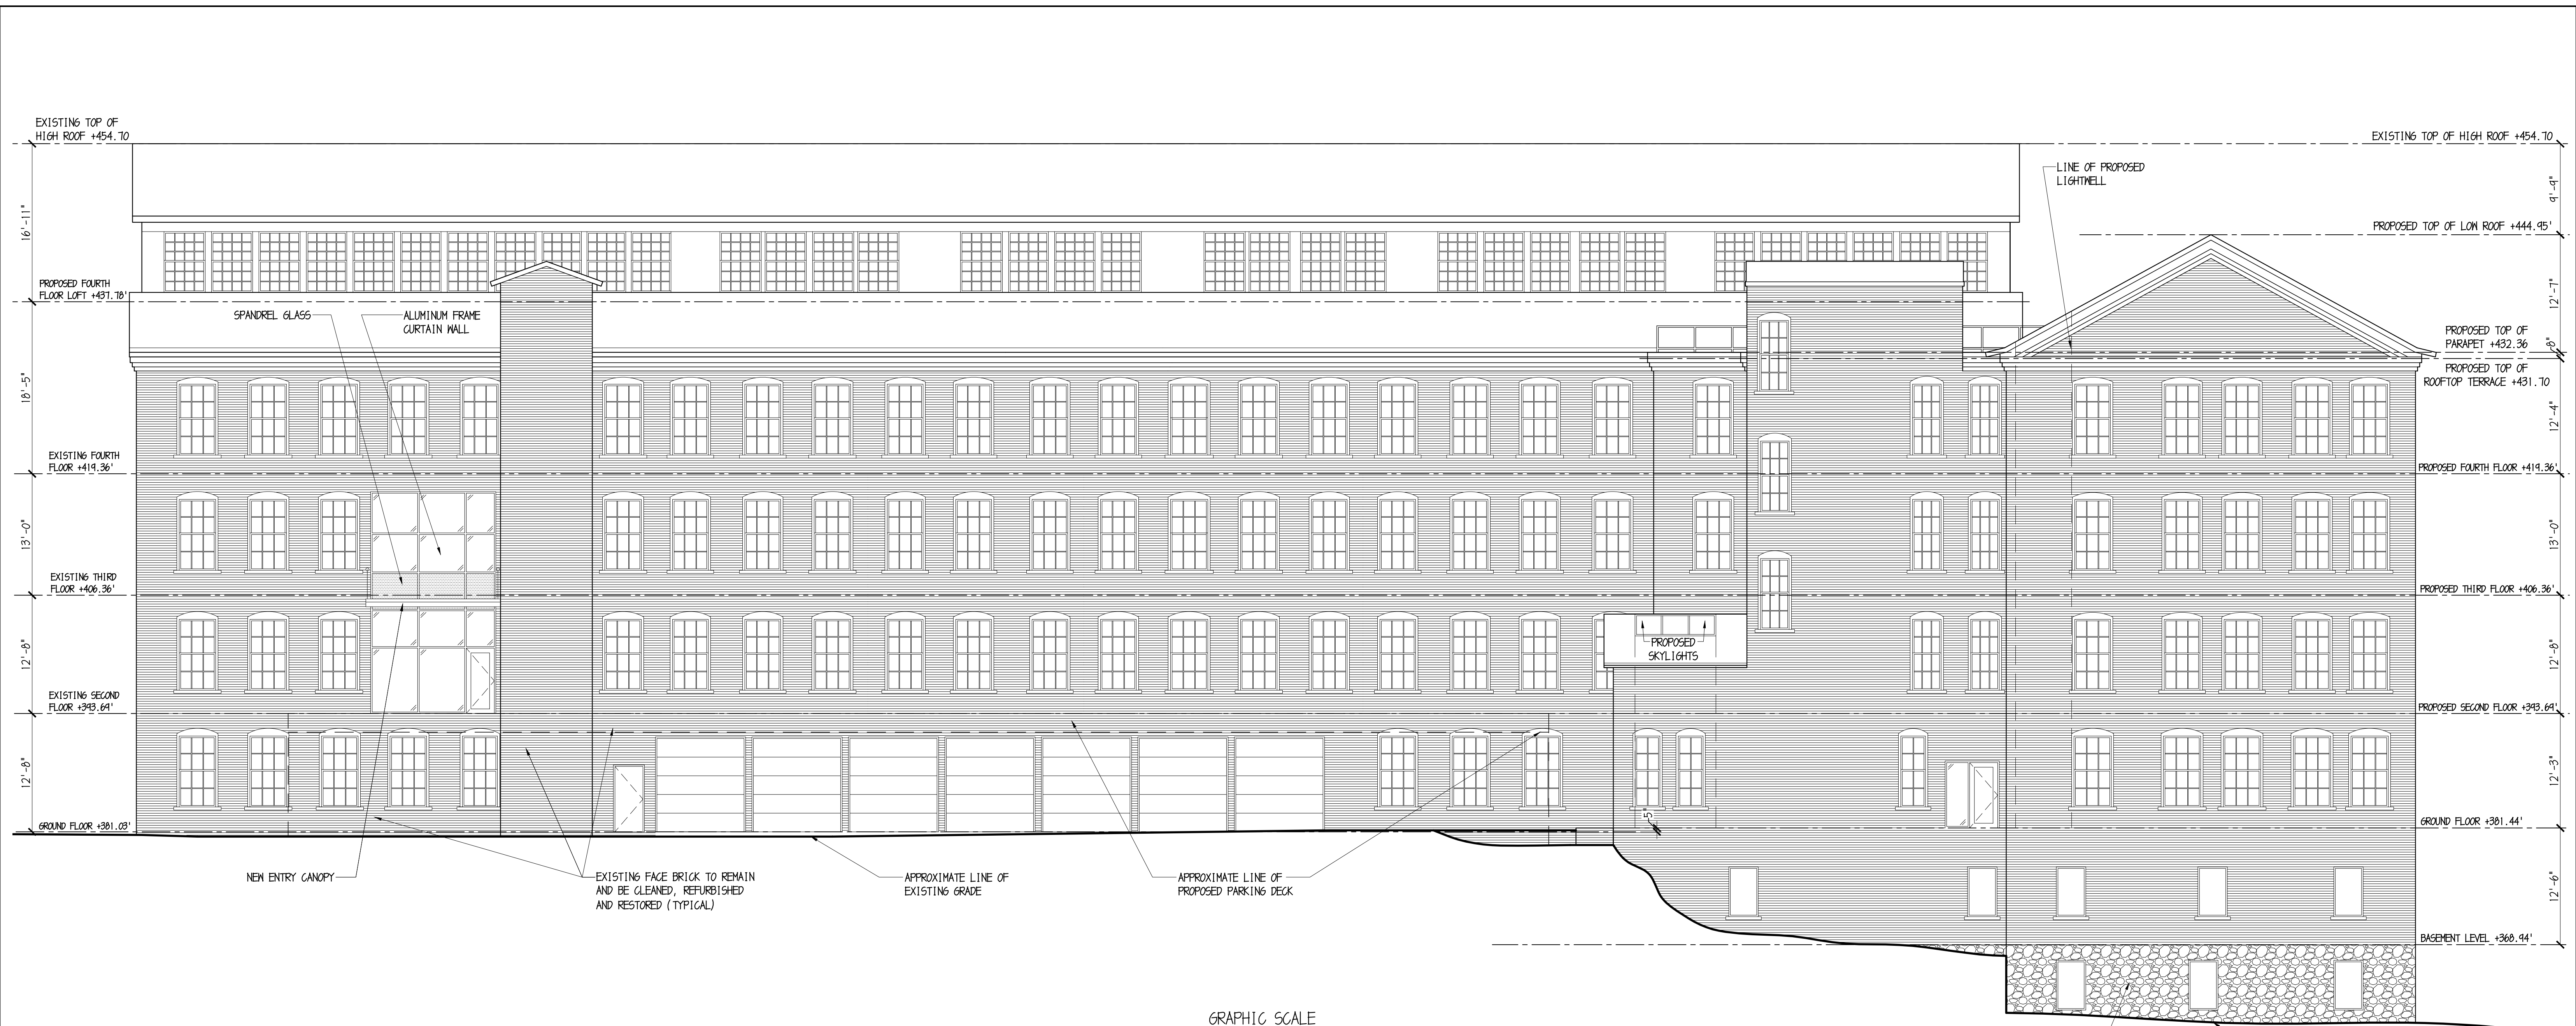 EXISTING TOP OF
HIGH ROOF +454.70
EXISTING TOP OF HIGH ROOF +454.70
LINE OF PROPOSED
LIGHTWELL
9'-9"
16'-11"
PROPOSED TOP OF LOW ROOF +444.95'
PROPOSED FOURTH
FLOOR LOFT +437.78'
12'-7"
SPANDREL GLASS
ALUMINUM FRAME
CURTAIN WALL
PROPOSED TOP OF
PARAPET +432.36
8"
PROPOSED TOP OF
ROOFTOP TERRACE +431.70
18'-5"
12'-4"
EXISTING FOURTH
FLOOR +419.36'
PROPOSED FOURTH FLOOR +419.36'
13'-0"
13'-0"
EXISTING THIRD
FLOOR +406.36'
PROPOSED THIRD FLOOR +406.36'
PROPOSED
SKYLIGHTS
12'-8"
12'-8"
EXISTING SECOND
FLOOR +393.69'
PROPOSED SECOND FLOOR +393.69'
12'-8"
12'-3"
5"
GROUND FLOOR +381.03'
GROUND FLOOR +381.44'
NEW ENTRY CANOPY
EXISTING FACE BRICK TO REMAIN
AND BE CLEANED, REFURBISHED
AND RESTORED (TYPICAL)
APPROXIMATE LINE OF
EXISTING GRADE
APPROXIMATE LINE OF
PROPOSED PARKING DECK
12'-6"
BASEMENT LEVEL +368.94'
GRAPHIC SCALE